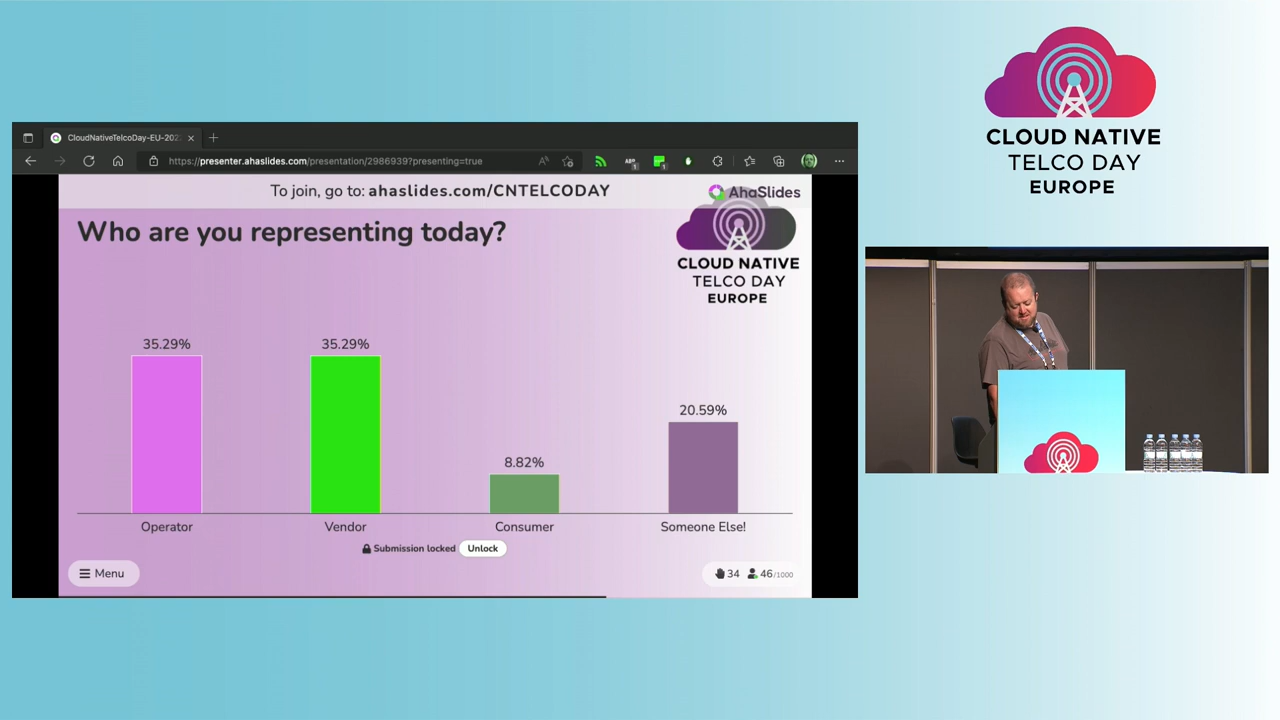 CloudNativeTelcoDay-EU-202
https://presenter.ahaslides.com/presentation/2986939?presenting=true
To join, go to: ahaslides.com/CNTELCODAY
AhaSlides
Who are you representing today?
CLOUD NATIVE
TELCO DAY
EUROPE
35.29%
35.29%
8.82%
20.59%
Operator
Vendor
Consumer
Someone Else!
Submission locked
Unlock
Menu
34
46/1000
CLOUD NATIVE
TELCO DAY
EUROPE